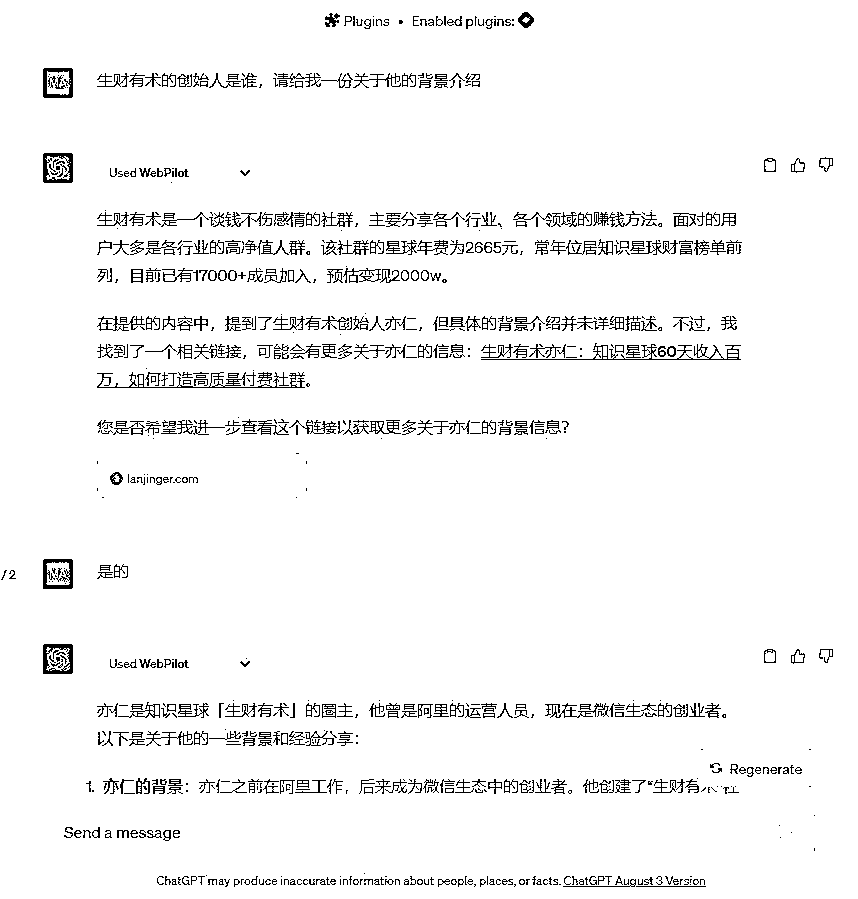 Plugins • Enabled plugins:
生财有术的创始人是谁，请给我一份关于他的背景介绍
Used WebPilot
生财有术是一个谈钱不伤感情的社群，主要分享各个行业、各个领域的赚钱方法。面对的用
户大多是各行业的高净值人群。该社群的星球年费为2665元，常年位居知识星球财富榜单前
列，目前已有17000+成员加入，预估变现2000w。
在提供的内容中，提到了生财有术创始人亦仁，但具体的背景介绍并未详细描述。不过，我
找到了一个相关链接，可能会有更多关于亦仁的信息：生财有术亦仁：知识星球60天收入百
万，如何打造高质量付费社群。
您是否希望我进一步查看这个链接以获取更多关于亦仁的背景信息？
lanjinger.com
/ 2
是的
Used WebPilot
亦仁是知识星球「生财有术」的圈主，他曾是阿里的运营人员，现在是微信生态的创业者。
以下是关于他的一些背景和经验分享：
Regenerate
1. 亦仁的背景：亦仁之前在阿里工作，后来成为微信生态中的创业者。他创建了“生财有
Send a message
ChatGPT may produce inaccurate information about people, places, or facts. ChatGPT August 3 Version